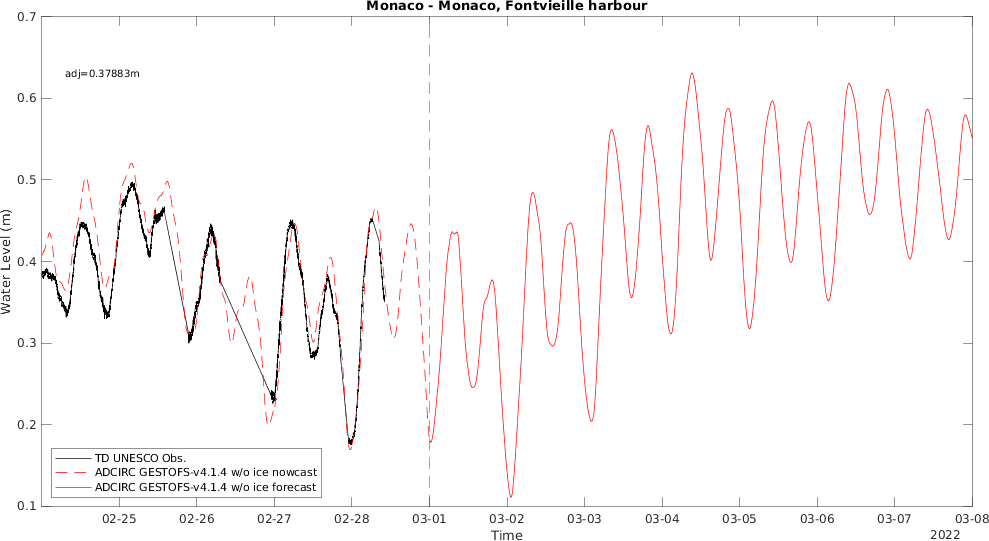 Monaco - Monaco, Fontvieille harbour
0.7
adj=0.37883m
0.6
0.5
0.4
0.3
0.2
0.1
Water Level (m)
TD UNESCO Obs.
ADCIRC GESTOFS-v4.1.4 w/o ice nowcast
ADCIRC GESTOFS-v4.1.4 w/o ice forecast
02-25 02-26 02-27 02-28 03-01 03-02 03-03 03-04 03-05 03-06 03-07 03-08
Time
2022